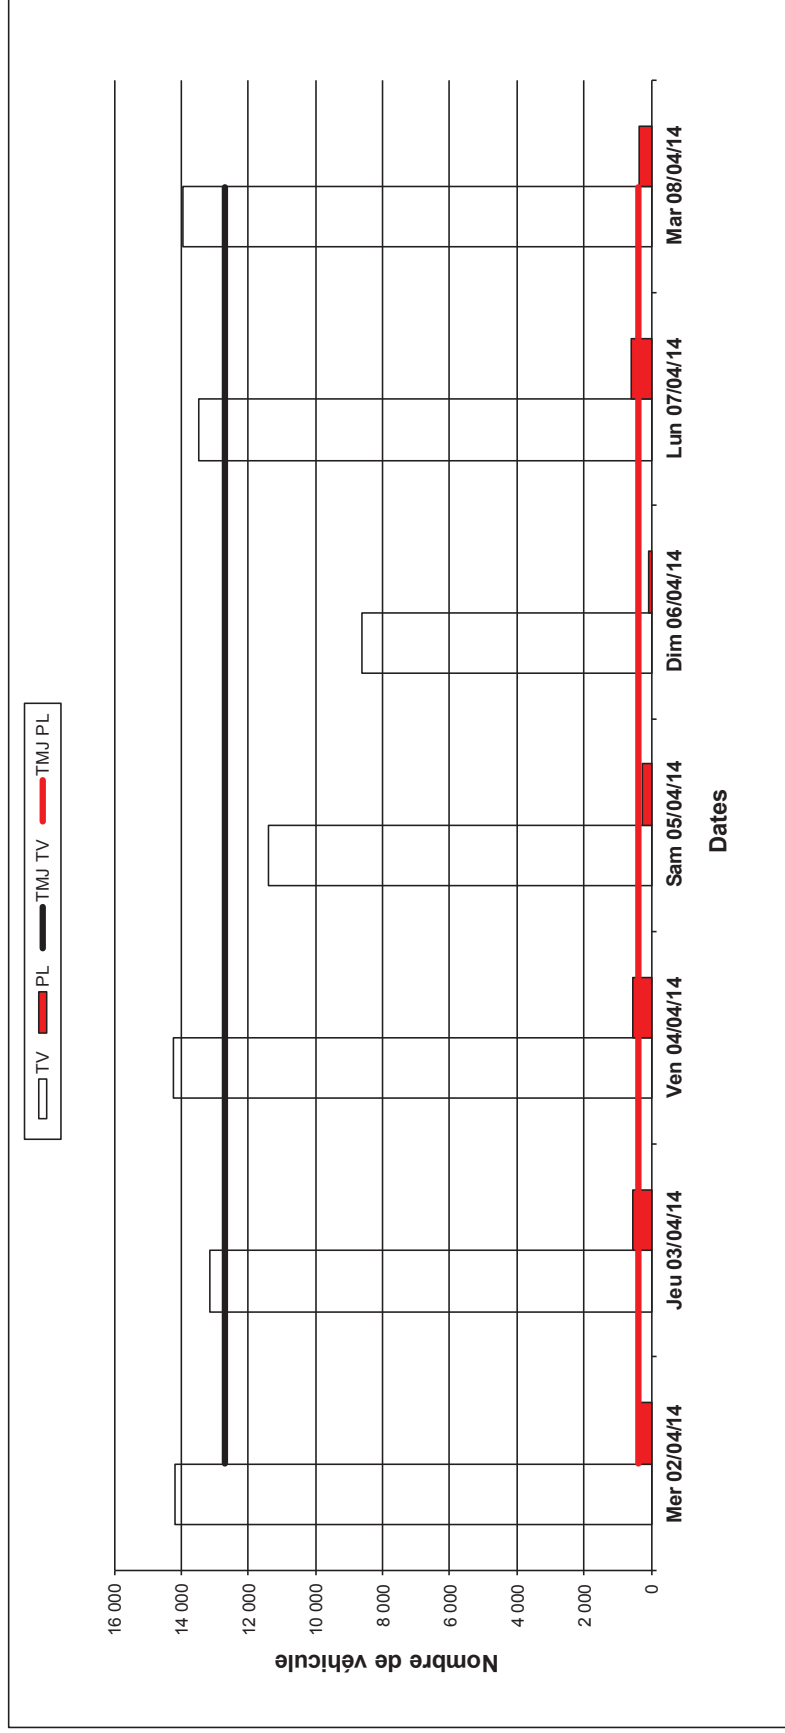 TV PL TMJ TV TMJ PL
Nombre de véhicule
16 000
14 000
12 000
10 000
8 000
6 000
4 000
2 000
0
Mer 02/04/14 Jeu 03/04/14 Ven 04/04/14 Sam 05/04/14 Dim 06/04/14 Lun 07/04/14 Mar 08/04/14
Dates